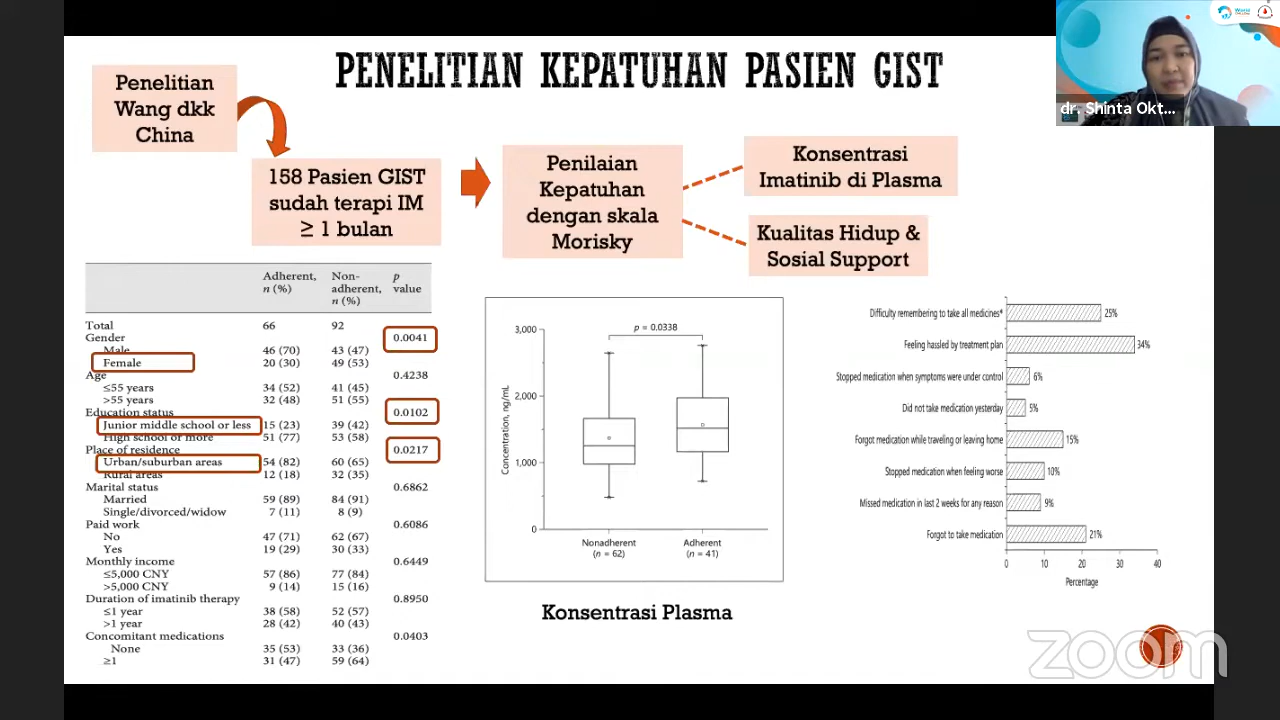 PENELITIAN KEPATUHAN PASIEN GIST
dr. Shinta Okt...
Penelitian
Wang dkk
China
158 Pasien GIST
sudah terapi IM
≥ 1 bulan
Penilaian
Kepatuhan
dengan skala
Morisky
Konsentrasi
Imatinib di Plasma
Kualitas Hidup &
Sosial Support
Adherent, n (%) Non-adherent, n (%) p value
Total 66 92
Gender 0.0041
Male 46 (70) 43 (47)
Female 20 (30) 49 (53)
Age 0.4238
≤55 years 34 (52) 41 (45)
>55 years 32 (48) 51 (55)
Education status 0.0102
Junior middle school or less 15 (23) 39 (42)
High school or more 51 (77) 53 (58)
Place of residence 0.0217
Urban/suburban areas 54 (82) 60 (65)
Rural areas 12 (18) 32 (35)
Marital status 0.6862
Married 59 (89) 84 (91)
Single/divorced/widow 7 (11) 8 (9)
Paid work 0.6086
No 47 (71) 62 (67)
Yes 19 (29) 30 (33)
Monthly income 0.6449
≤5,000 CNY 57 (86) 77 (84)
>5,000 CNY 9 (14) 15 (16)
Duration of imatinib therapy 0.8950
≤1 year 38 (58) 52 (57)
>1 year 28 (42) 40 (43)
Concomitant medications 0.0403
None 35 (53) 33 (36)
≥1 31 (47) 59 (64)
p = 0.0338
3,000
2,000
1,000
0
Concentration, ng/mL
Nonadherent Adherent
(n = 62) (n = 41)
Konsentrasi Plasma
Difficulty remembering to take all medicines* 25%
Feeling hassled by treatment plan 34%
Stopped medication when symptoms were under control 6%
Did not take medication yesterday 5%
Forgot medication while traveling or leaving home 15%
Stopped medication when feeling worse 10%
Missed medication in last 2 weeks for any reason 9%
Forgot to take medication 21%
0 10 20 30 40
Percentage
zoom